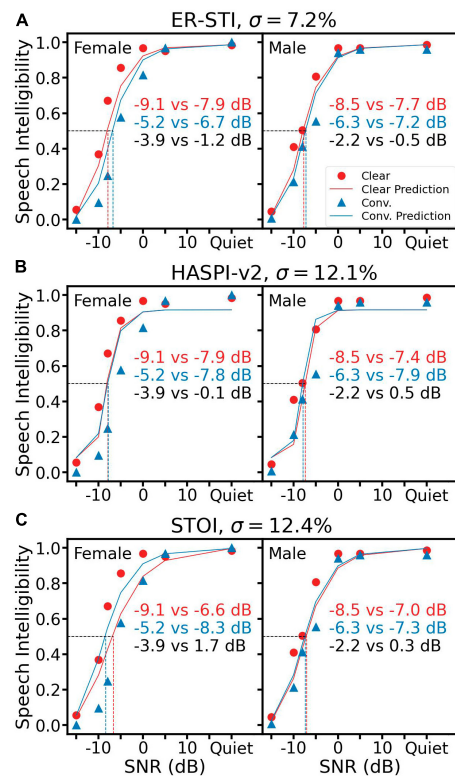 A
ER-STI, σ = 7.2%
Female
Male
1.0
0.8
0.6
0.4
0.2
0.0
Speech Intelligibility
-9.1 vs -7.9 dB
-5.2 vs -6.7 dB
-3.9 vs -1.2 dB
-8.5 vs -7.7 dB
-6.3 vs -7.2 dB
-2.2 vs -0.5 dB
Clear
Clear Prediction
Conv.
Conv. Prediction
-10 0 Quiet
-10 0 Quiet
B
HASPI-v2, σ = 12.1%
Female
Male
1.0
0.8
0.6
0.4
0.2
0.0
Speech Intelligibility
-9.1 vs -7.9 dB
-5.2 vs -7.8 dB
-3.9 vs -0.1 dB
-8.5 vs -7.4 dB
-6.3 vs -7.9 dB
-2.2 vs 0.5 dB
-10 0 Quiet
-10 0 Quiet
C
STOI, σ = 12.4%
Female
Male
1.0
0.8
0.6
0.4
0.2
0.0
Speech Intelligibility
-9.1 vs -6.6 dB
-5.2 vs -8.3 dB
-3.9 vs 1.7 dB
-8.5 vs -7.0 dB
-6.3 vs -7.3 dB
-2.2 vs 0.3 dB
-10 0 Quiet
-10 0 Quiet
SNR (dB)
SNR (dB)